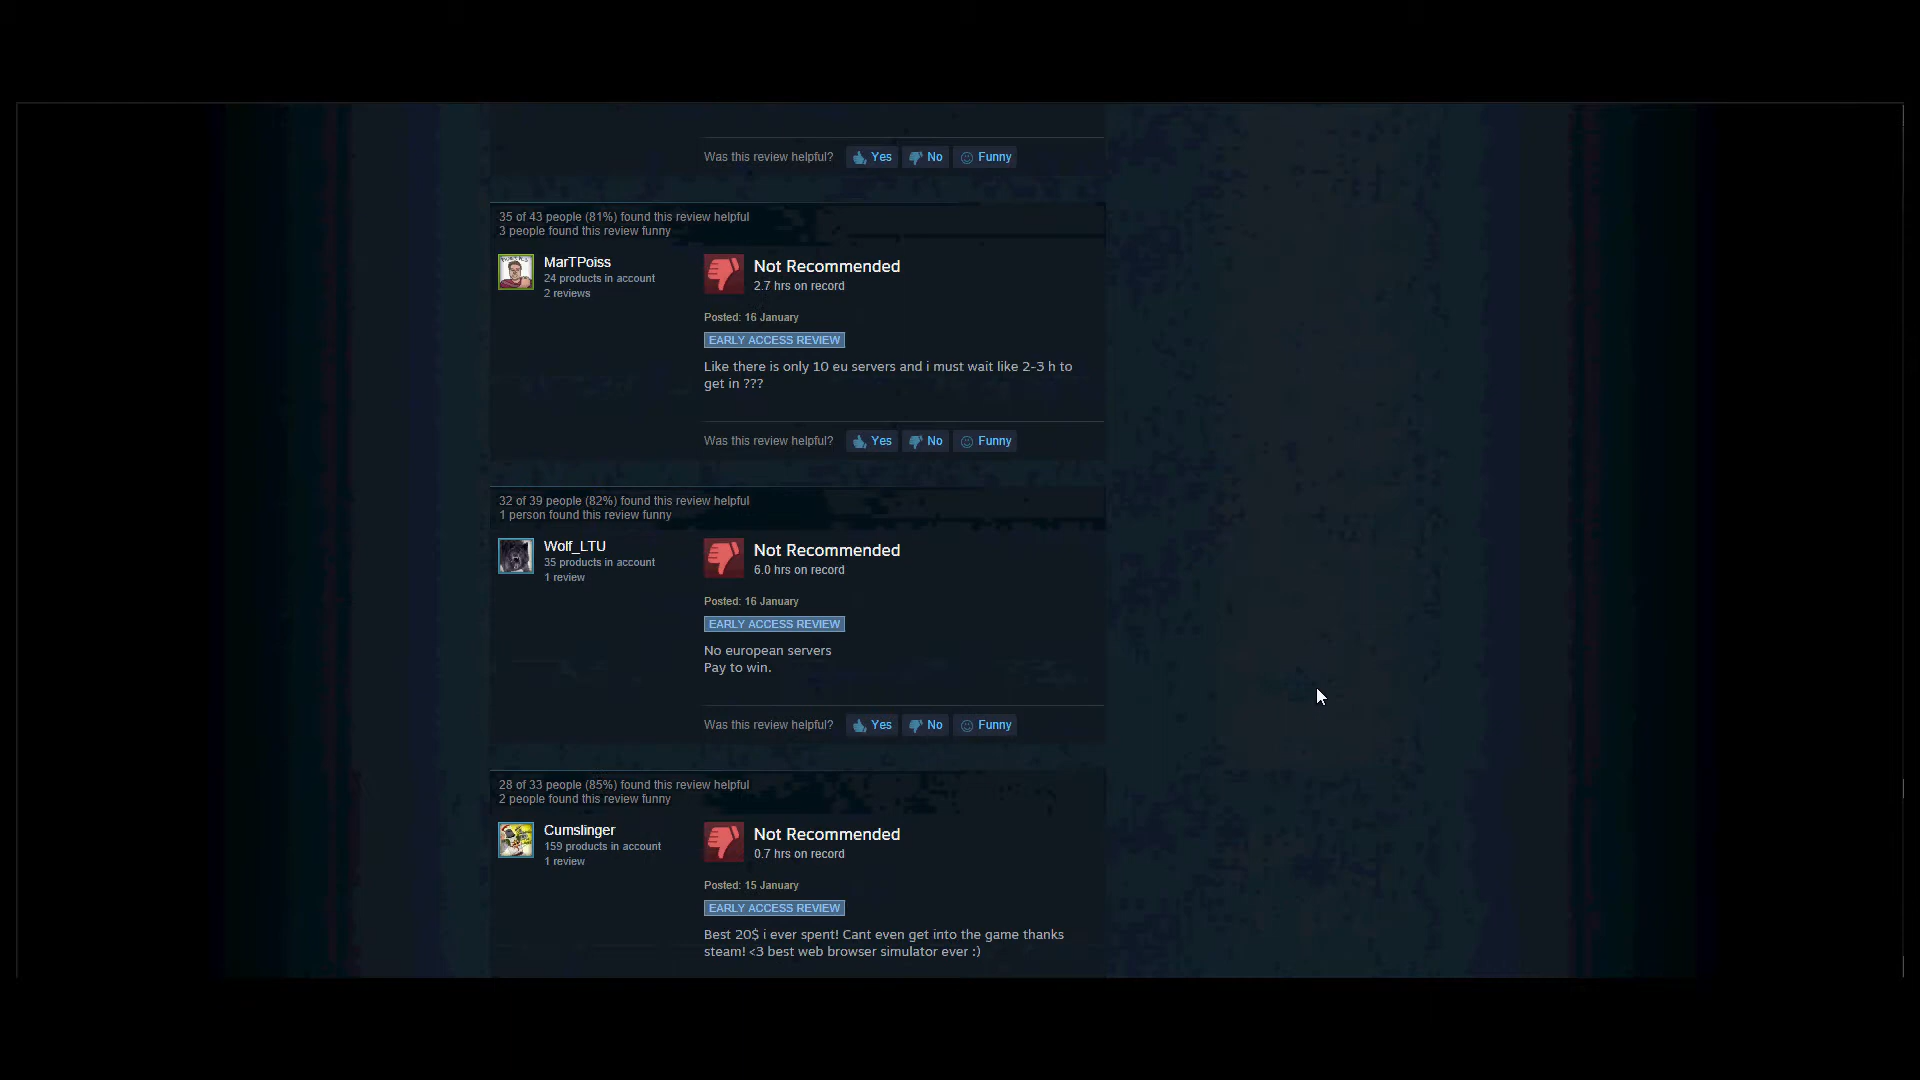 Was this review helpful? Yes No Funny
35 of 43 people (81%) found this review helpful
3 people found this review funny
MarTPoiss
24 products in account
2 reviews
Not Recommended
2.7 hrs on record
Posted: 16 January
EARLY ACCESS REVIEW
Like there is only 10 eu servers and i must wait like 2-3 h to
get in ???
Was this review helpful? Yes No Funny
32 of 39 people (82%) found this review helpful
1 person found this review funny
Wolf_LTU
35 products in account
1 review
Not Recommended
6.0 hrs on record
Posted: 16 January
EARLY ACCESS REVIEW
No european servers
Pay to win.
Was this review helpful? Yes No Funny
28 of 33 people (85%) found this review helpful
2 people found this review funny
Cumslinger
159 products in account
1 review
Not Recommended
0.7 hrs on record
Posted: 15 January
EARLY ACCESS REVIEW
Best 20$ i ever spent! Cant even get into the game thanks
steam! <3 best web browser simulator ever :)